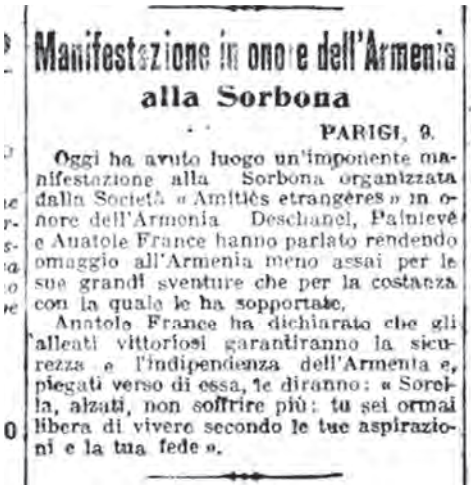 Manifestazione in onore dell'Armenia
alla Sorbona
PARIGI, 9.
Oggi ha avuto luogo un'imponente ma-
nifestazione alla Sorbona organizzata
dalla Società « Amitiès etrangères » in o-
nore dell'Armonia Deschanel, Painlevè
e Anatole France hanno parlato rendendo
omaggio all'Armenia meno assai per le
sue grandi sventure che per la costanza
con la quale le ha sopportate.
Anatole France ha dichiarato che gli
alleati vittoriosi garantiranno la sicu-
rezza e l'indipendenza dell'Armenia e,
piegati verso di essa, le diranno: « Sorel-
la, alzati, non soffrire più: tu sei ormai
libera di vivere secondo le tue aspirazio-
ni e la tua fede ».